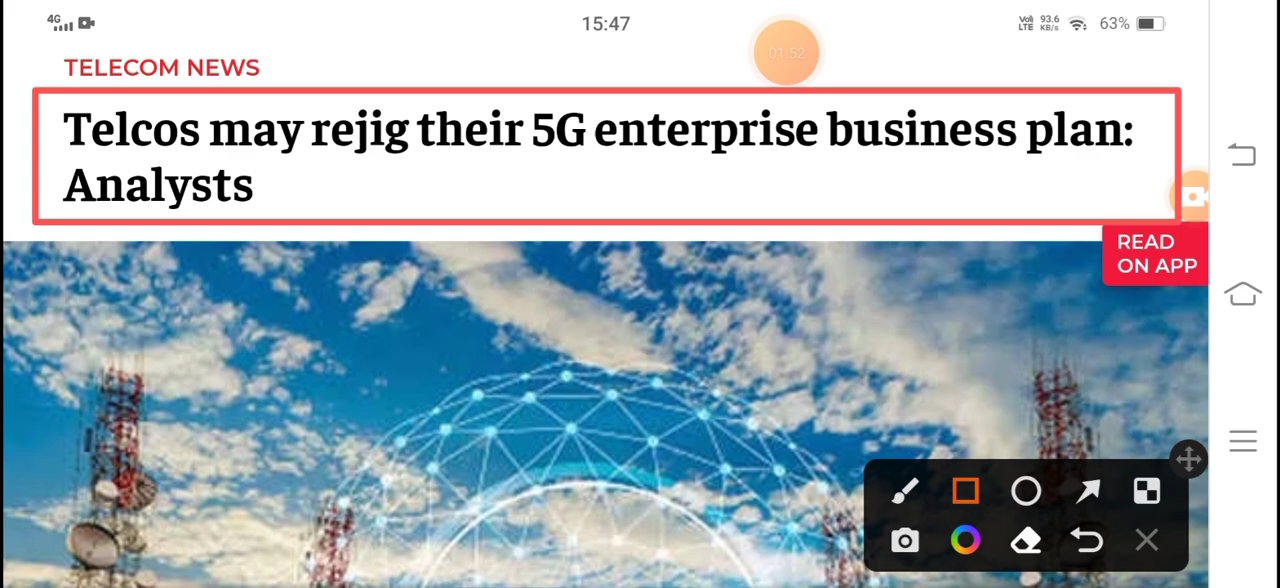 4G
15:47
Vo))
LTE
93.6
KB/s
63%
01:52
TELECOM NEWS
Telcos may rejig their 5G enterprise business plan:
Analysts
READ
ON APP